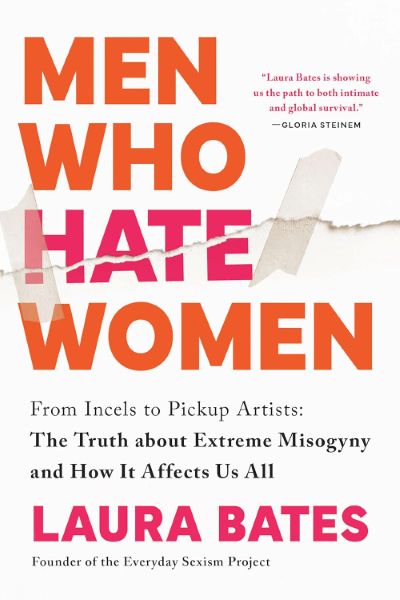 MEN
WHO
HATE
WOMEN
"Laura Bates is showing
us the path to both intimate
and global survival."
—GLORIA STEINEM
From Incels to Pickup Artists:
The Truth about Extreme Misogyny
and How It Affects Us All
LAURA BATES
Founder of the Everyday Sexism Project